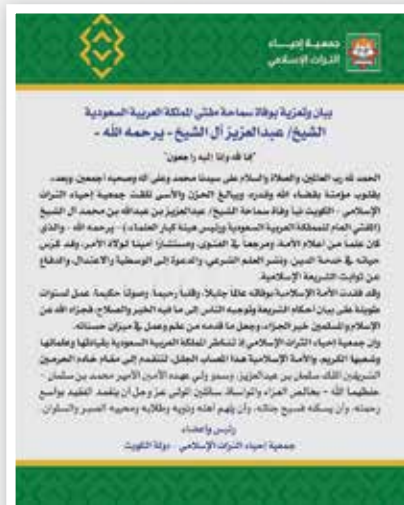 جمعية إحياء
التراث الإسلامي
بيان وتعزية بوفاة سماحة مفتي المملكة العربية السعودية
الشيخ/ عبدالعزيز آل الشيخ - يرحمه الله -
"إنا لله وإنا إليه راجعون"
الحمد لله رب العالمين، والصلاة والسلام على سيدنا محمد وعلى آله وصحبه أجمعين، وبعد،
بقلوب مؤمنة بقضاء الله وقدره، وببالغ الحزن والأسى تلقت جمعية إحياء التراث
الإسلامي - الكويت نبأ وفاة سماحة الشيخ/ عبدالعزيز بن عبدالله بن محمد آل الشيخ
(المفتي العام للمملكة العربية السعودية ورئيس هيئة كبار العلماء) - يرحمه الله - والذي
كان علماً من أعلام الأمة، ومرجعاً في الفتوى، ومستشاراً أميناً لولاة الأمر، وقد كرّس
حياته في خدمة الدين، ونشر العلم الشرعي، والدعوة إلى الوسطية والاعتدال، والدفاع
عن ثوابت الشريعة الإسلامية.
وقد فقدت الأمة الإسلامية بوفاته عالماً جليلاً، وقلباً رحيماً، وصوتاً حكيماً، عمل لسنوات
طويلة على بيان أحكام الشريعة وتوجيه الناس إلى ما فيه الخير والصلاح، فجزاه الله عن
الإسلام والمسلمين خير الجزاء، وجعل ما قدمه من علم وعمل في ميزان حسناته.
وإن جمعية إحياء التراث الإسلامي إذ تشاطر المملكة العربية السعودية بقيادتها وعلمائها
وشعبها الكريم، والأمة الإسلامية هذا المصاب الجلل، لتتقدم إلى مقام خادم الحرمين
الشريفين الملك سلمان بن عبدالعزيز، وسمو ولي عهده الأمين الأمير محمد بن سلمان -
حفظهما الله - بخالص العزاء والمواساة، سائلين المولى عز وجل أن يتغمد الفقيد بواسع
رحمته، وأن يسكنه فسيح جناته، وأن يلهم أهله وذويه وطلابه ومحبيه الصبر والسلوان.
رئيس وأعضاء
جمعية إحياء التراث الإسلامي - دولة الكويت